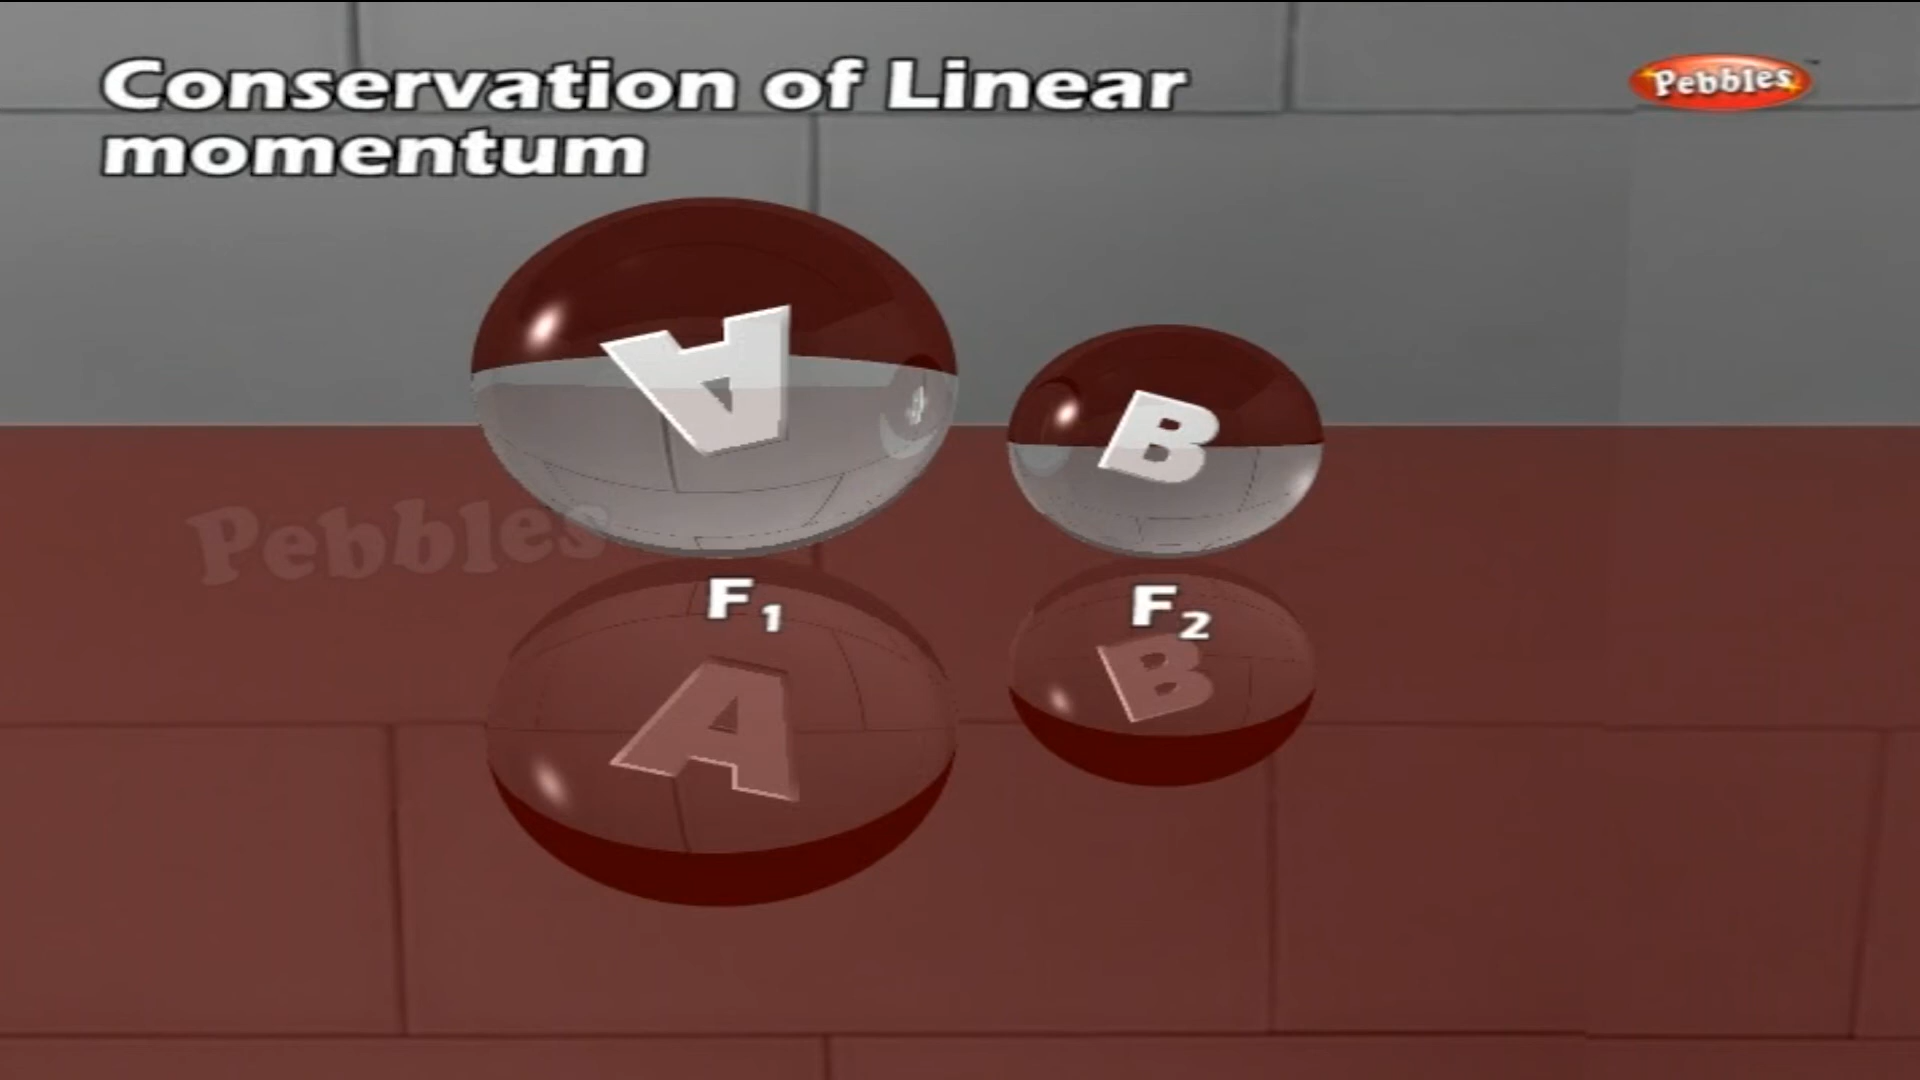 Conservation of Linear
momentum
Pebbles
A
B
Pebbles
F1
F2
A
B